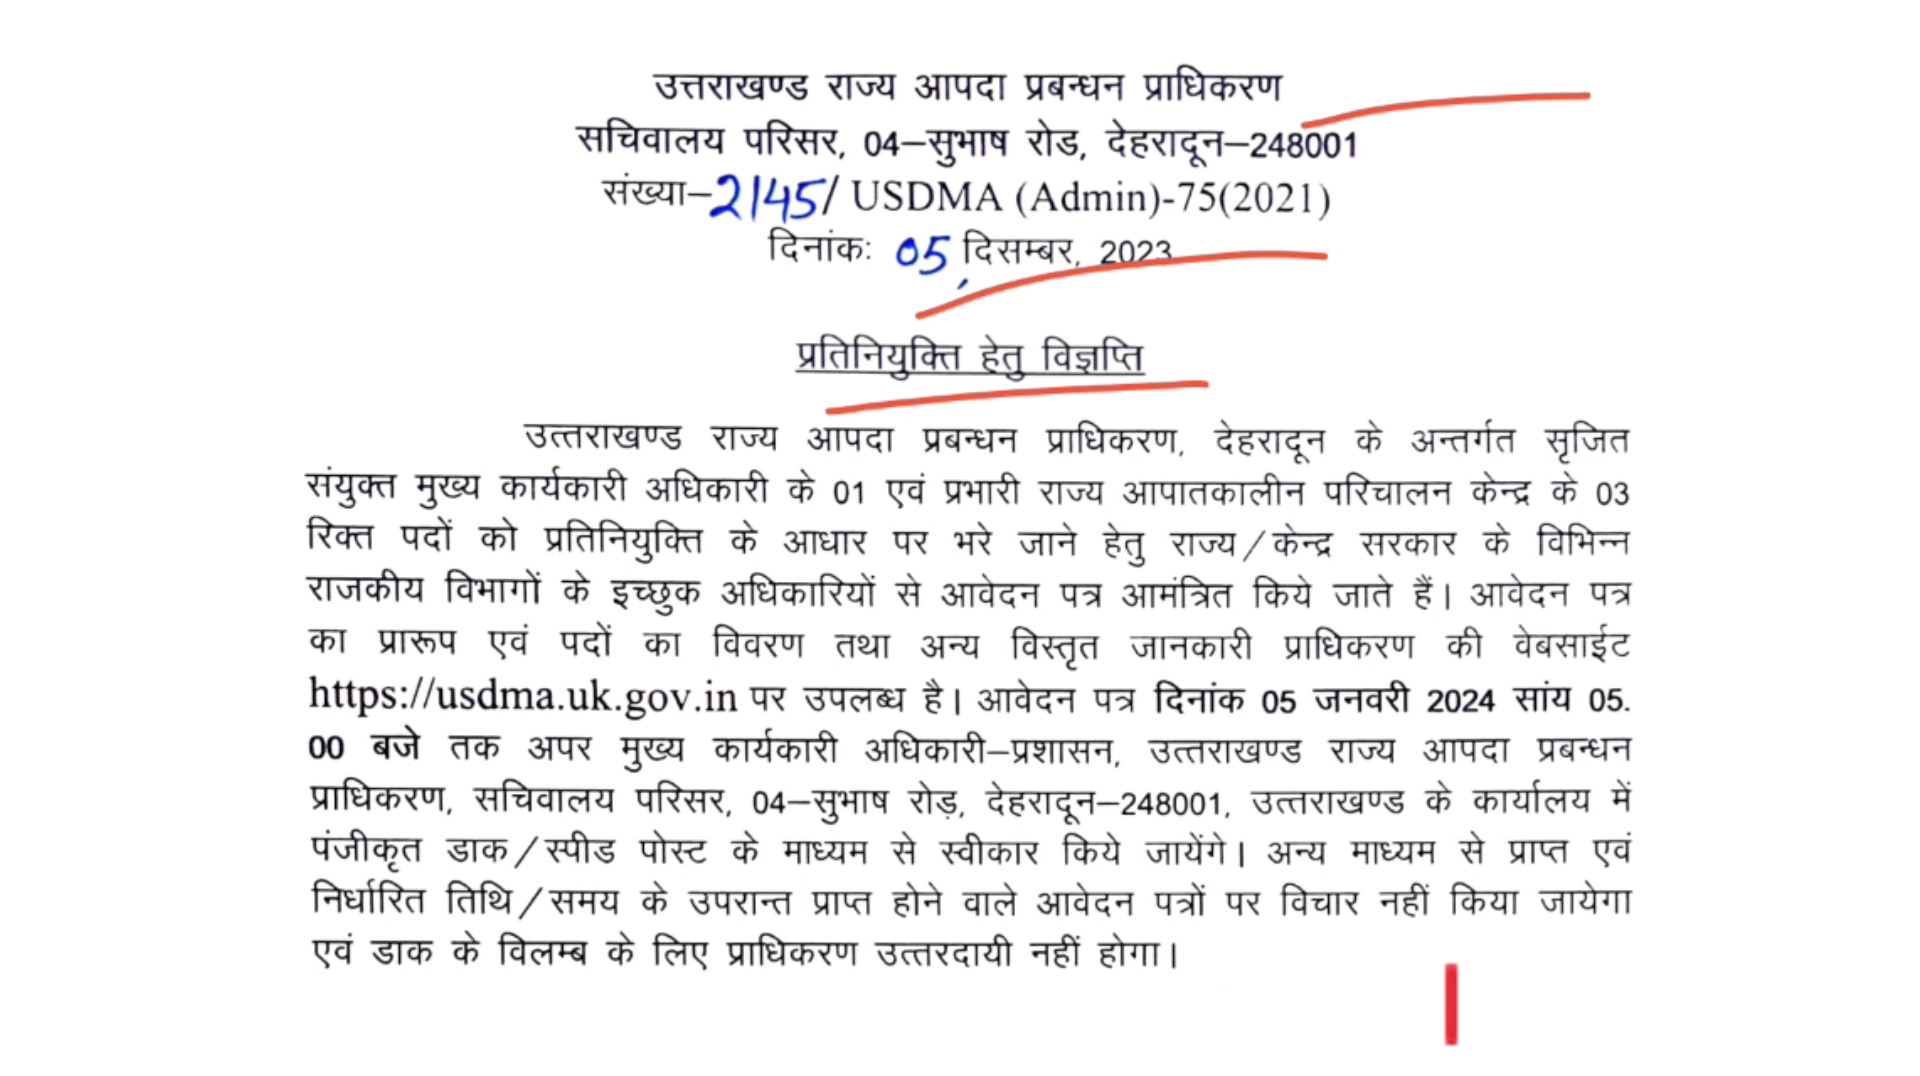 उत्तराखण्ड राज्य आपदा प्रबन्धन प्राधिकरण
सचिवालय परिसर, 04–सुभाष रोड, देहरादून–248001
संख्या–2145/ USDMA (Admin)-75(2021)
दिनांकः 05 दिसम्बर, 2023
प्रतिनियुक्ति हेतु विज्ञप्ति
उत्तराखण्ड राज्य आपदा प्रबन्धन प्राधिकरण, देहरादून के अन्तर्गत सृजित
संयुक्त मुख्य कार्यकारी अधिकारी के 01 एवं प्रभारी राज्य आपातकालीन परिचालन केन्द्र के 03
रिक्त पदों को प्रतिनियुक्ति के आधार पर भरे जाने हेतु राज्य/केन्द्र सरकार के विभिन्न
राजकीय विभागों के इच्छुक अधिकारियों से आवेदन पत्र आमंत्रित किये जाते हैं। आवेदन पत्र
का प्रारूप एवं पदों का विवरण तथा अन्य विस्तृत जानकारी प्राधिकरण की वेबसाईट
https://usdma.uk.gov.in पर उपलब्ध है। आवेदन पत्र दिनांक 05 जनवरी 2024 सांय 05.
00 बजे तक अपर मुख्य कार्यकारी अधिकारी–प्रशासन, उत्तराखण्ड राज्य आपदा प्रबन्धन
प्राधिकरण, सचिवालय परिसर, 04–सुभाष रोड़, देहरादून–248001, उत्तराखण्ड के कार्यालय में
पंजीकृत डाक/स्पीड पोस्ट के माध्यम से स्वीकार किये जायेंगे। अन्य माध्यम से प्राप्त एवं
निर्धारित तिथि/समय के उपरान्त प्राप्त होने वाले आवेदन पत्रों पर विचार नहीं किया जायेगा
एवं डाक के विलम्ब के लिए प्राधिकरण उत्तरदायी नहीं होगा।